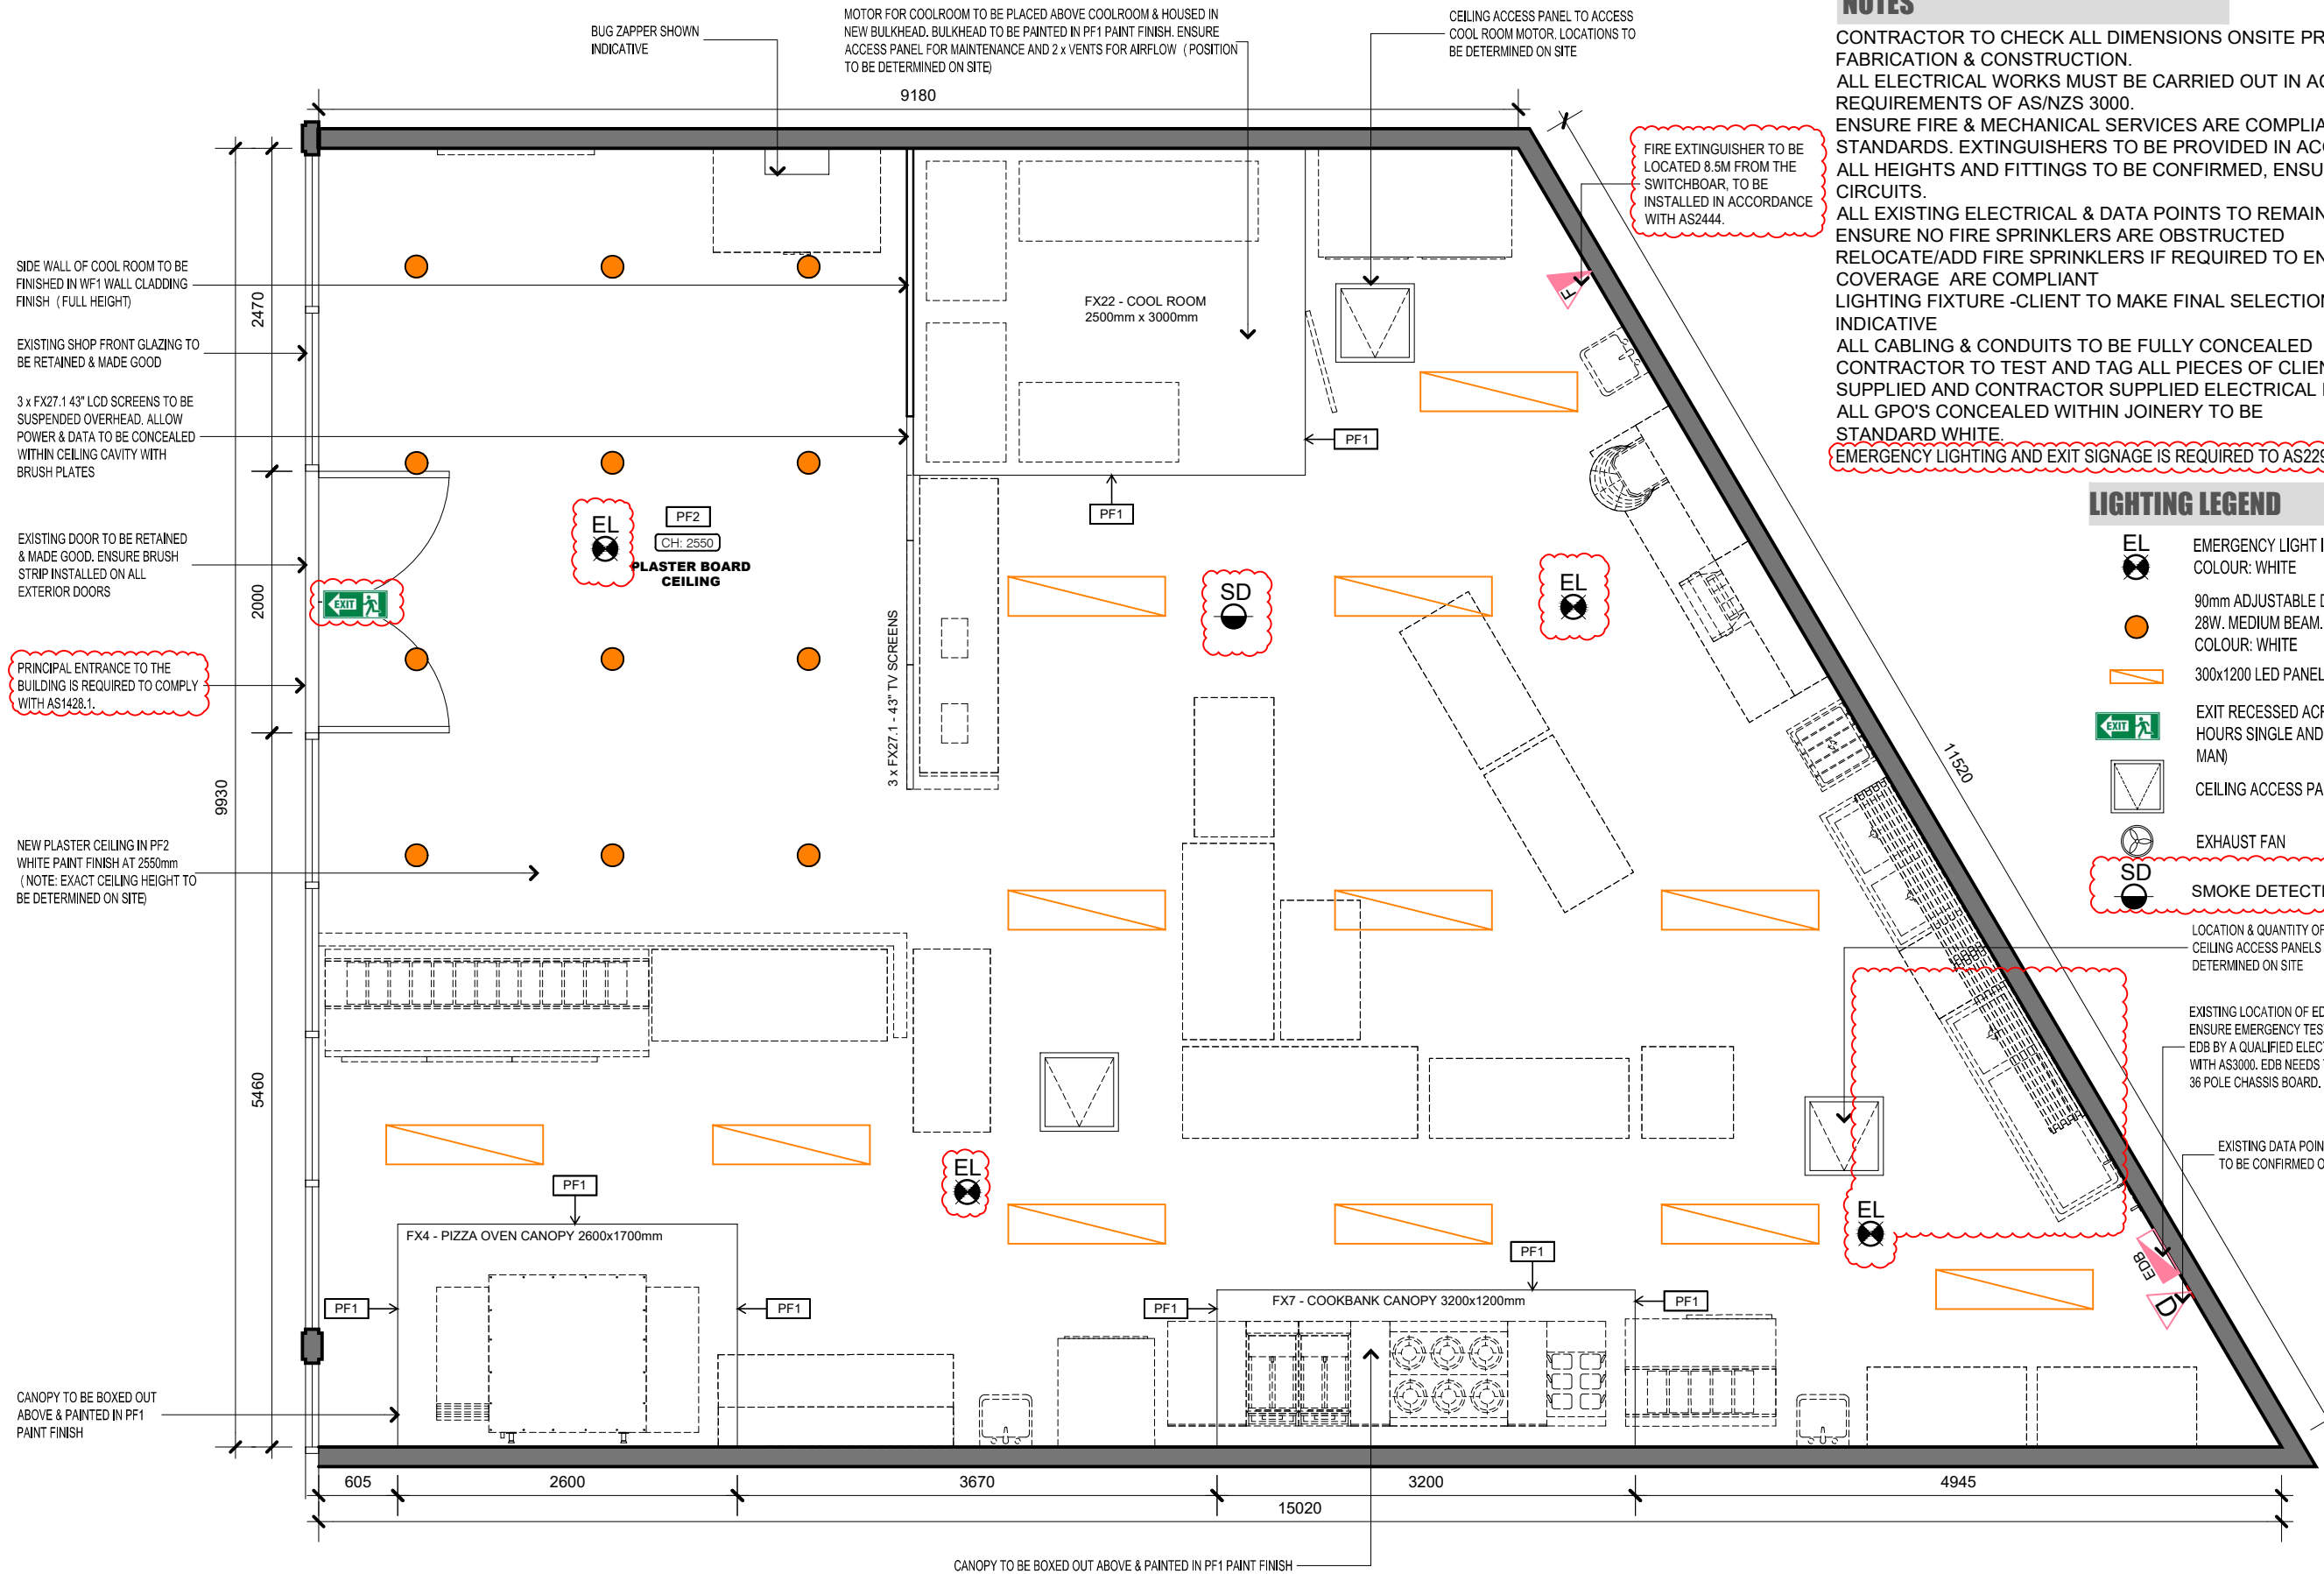 BUG ZAPPER SHOWN
INDICATIVE
MOTOR FOR COOLROOM TO BE PLACED ABOVE COOLROOM & HOUSED IN
NEW BULKHEAD. BULKHEAD TO BE PAINTED IN PF1 PAINT FINISH. ENSURE
ACCESS PANEL FOR MAINTENANCE AND 2 x VENTS FOR AIRFLOW ( POSITION
TO BE DETERMINED ON SITE)
CEILING ACCESS PANEL TO ACCESS
COOL ROOM MOTOR. LOCATIONS TO
BE DETERMINED ON SITE
NOTES
CONTRACTOR TO CHECK ALL DIMENSIONS ONSITE PR
FABRICATION & CONSTRUCTION.
ALL ELECTRICAL WORKS MUST BE CARRIED OUT IN AC
REQUIREMENTS OF AS/NZS 3000.
ENSURE FIRE & MECHANICAL SERVICES ARE COMPLIA
STANDARDS. EXTINGUISHERS TO BE PROVIDED IN ACC
ALL HEIGHTS AND FITTINGS TO BE CONFIRMED, ENSU
CIRCUITS.
ALL EXISTING ELECTRICAL & DATA POINTS TO REMAIN
ENSURE NO FIRE SPRINKLERS ARE OBSTRUCTED
RELOCATE/ADD FIRE SPRINKLERS IF REQUIRED TO EN
COVERAGE ARE COMPLIANT
LIGHTING FIXTURE -CLIENT TO MAKE FINAL SELECTION
INDICATIVE
ALL CABLING & CONDUITS TO BE FULLY CONCEALED
CONTRACTOR TO TEST AND TAG ALL PIECES OF CLIEN
SUPPLIED AND CONTRACTOR SUPPLIED ELECTRICAL
ALL GPO'S CONCEALED WITHIN JOINERY TO BE
STANDARD WHITE.
EMERGENCY LIGHTING AND EXIT SIGNAGE IS REQUIRED TO AS229
9180
FIRE EXTINGUISHER TO BE
LOCATED 8.5M FROM THE
SWITCHBOAR, TO BE
INSTALLED IN ACCORDANCE
WITH AS2444.
F
SIDE WALL OF COOL ROOM TO BE
FINISHED IN WF1 WALL CLADDING
FINISH ( FULL HEIGHT)
EXISTING SHOP FRONT GLAZING TO
BE RETAINED & MADE GOOD
3 x FX27.1 43" LCD SCREENS TO BE
SUSPENDED OVERHEAD. ALLOW
POWER & DATA TO BE CONCEALED
WITHIN CEILING CAVITY WITH
BRUSH PLATES
EXISTING DOOR TO BE RETAINED
& MADE GOOD. ENSURE BRUSH
STRIP INSTALLED ON ALL
EXTERIOR DOORS
PRINCIPAL ENTRANCE TO THE
BUILDING IS REQUIRED TO COMPLY
WITH AS1428.1.
NEW PLASTER CEILING IN PF2
WHITE PAINT FINISH AT 2550mm
( NOTE: EXACT CEILING HEIGHT TO
BE DETERMINED ON SITE)
CANOPY TO BE BOXED OUT
ABOVE & PAINTED IN PF1
PAINT FINISH
2470
2000
9930
5460
FX22 - COOL ROOM
2500mm x 3000mm
PF1
PF1
EL
PF2
CH: 2550
PLASTER BOARD
CEILING
EXIT
3 x FX27.1 - 43" TV SCREENS
SD
EL
11520
LIGHTING LEGEND
EL
EMERGENCY LIGHT I
COLOUR: WHITE
90mm ADJUSTABLE D
28W. MEDIUM BEAM.
COLOUR: WHITE
300x1200 LED PANEL
EXIT
EXIT RECESSED ACR
HOURS SINGLE AND
MAN)
CEILING ACCESS PA
EXHAUST FAN
SD
SMOKE DETECT
LOCATION & QUANTITY OF
CEILING ACCESS PANELS
DETERMINED ON SITE
EXISTING LOCATION OF ED
ENSURE EMERGENCY TES
EDB BY A QUALIFIED ELEC
WITH AS3000. EDB NEEDS
36 POLE CHASSIS BOARD.
EXISTING DATA POIN
TO BE CONFIRMED O
EL
EL
EDB
D
PF1
FX4 - PIZZA OVEN CANOPY 2600x1700mm
PF1
PF1
PF1
FX7 - COOKBANK CANOPY 3200x1200mm
PF1
PF1
605
2600
3670
3200
4945
15020
CANOPY TO BE BOXED OUT ABOVE & PAINTED IN PF1 PAINT FINISH